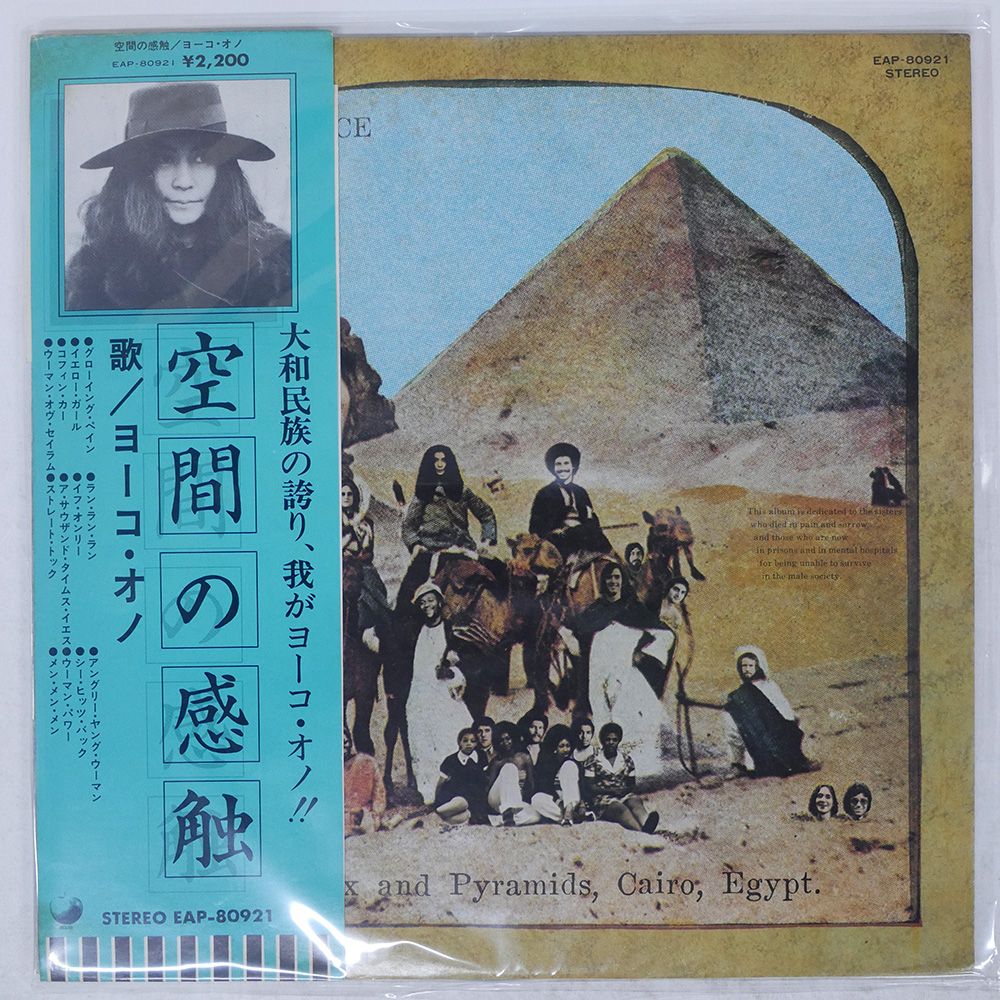 空間の感触／ヨーコ・オノ
EAP-80921 ¥2,200
大和民族の誇り、我がヨーコ・オノ!!
空間の感触
歌／ヨーコ・オノ
●グローイング・ペイン
●イエロー・ガール
●コフィン・カー
●ウーマン・オヴ・セイラム
●ラン・ラン・ラン
●イフ・オンリー
●ア・サウザンド・タイムス・イエス
●ストレート・トーク
●アングリー・ヤング・ウーマン
●シー・ヒッツ・バック
●ウーマン・パワー
●メン・メン・メン
STEREO EAP-80921
EAP-80921
STEREO
CE
This album is dedicated to the sisters
who died in pain and sorrow
and those who are now
in prisons and in mental hospitals
for being unable to survive
in the male society.
x and Pyramids, Cairo, Egypt.